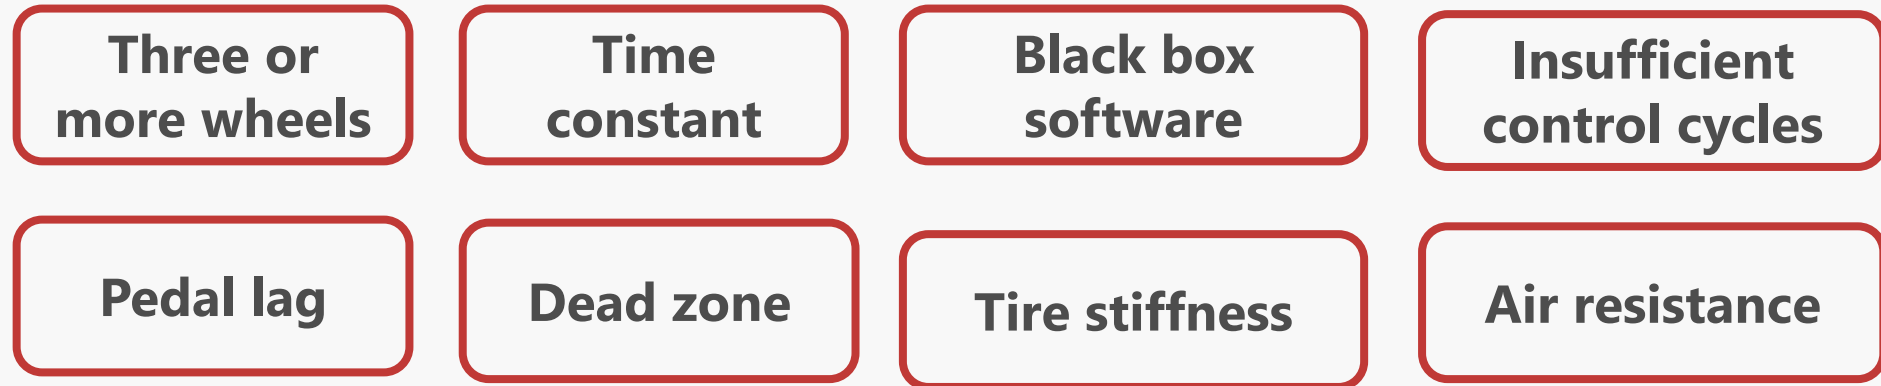 Three or
more wheels
Time
constant
Black box
software
Insufficient
control cycles
Pedal lag
Dead zone
Tire stiffness
Air resistance